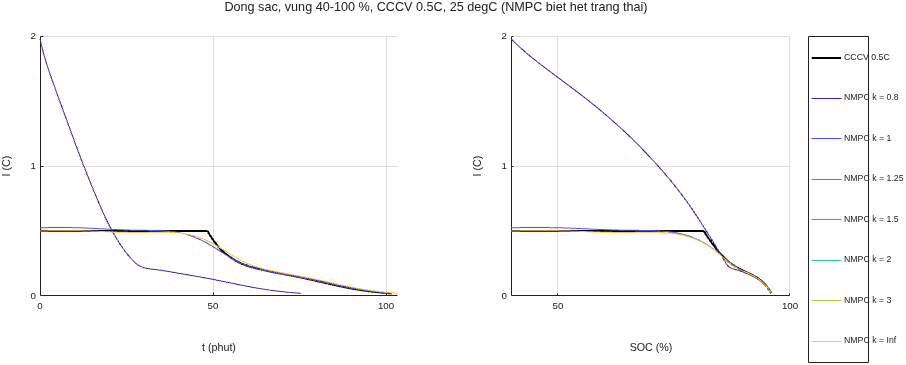 Dong sac, vung 40-100 %, CCCV 0.5C, 25 degC (NMPC biet het trang thai)
2
1
0
0
50
100
I (C)
t (phut)
2
1
0
50
100
I (C)
SOC (%)
CCCV 0.5C
NMPC k = 0.8
NMPC k = 1
NMPC k = 1.25
NMPC k = 1.5
NMPC k = 2
NMPC k = 3
NMPC k = Inf